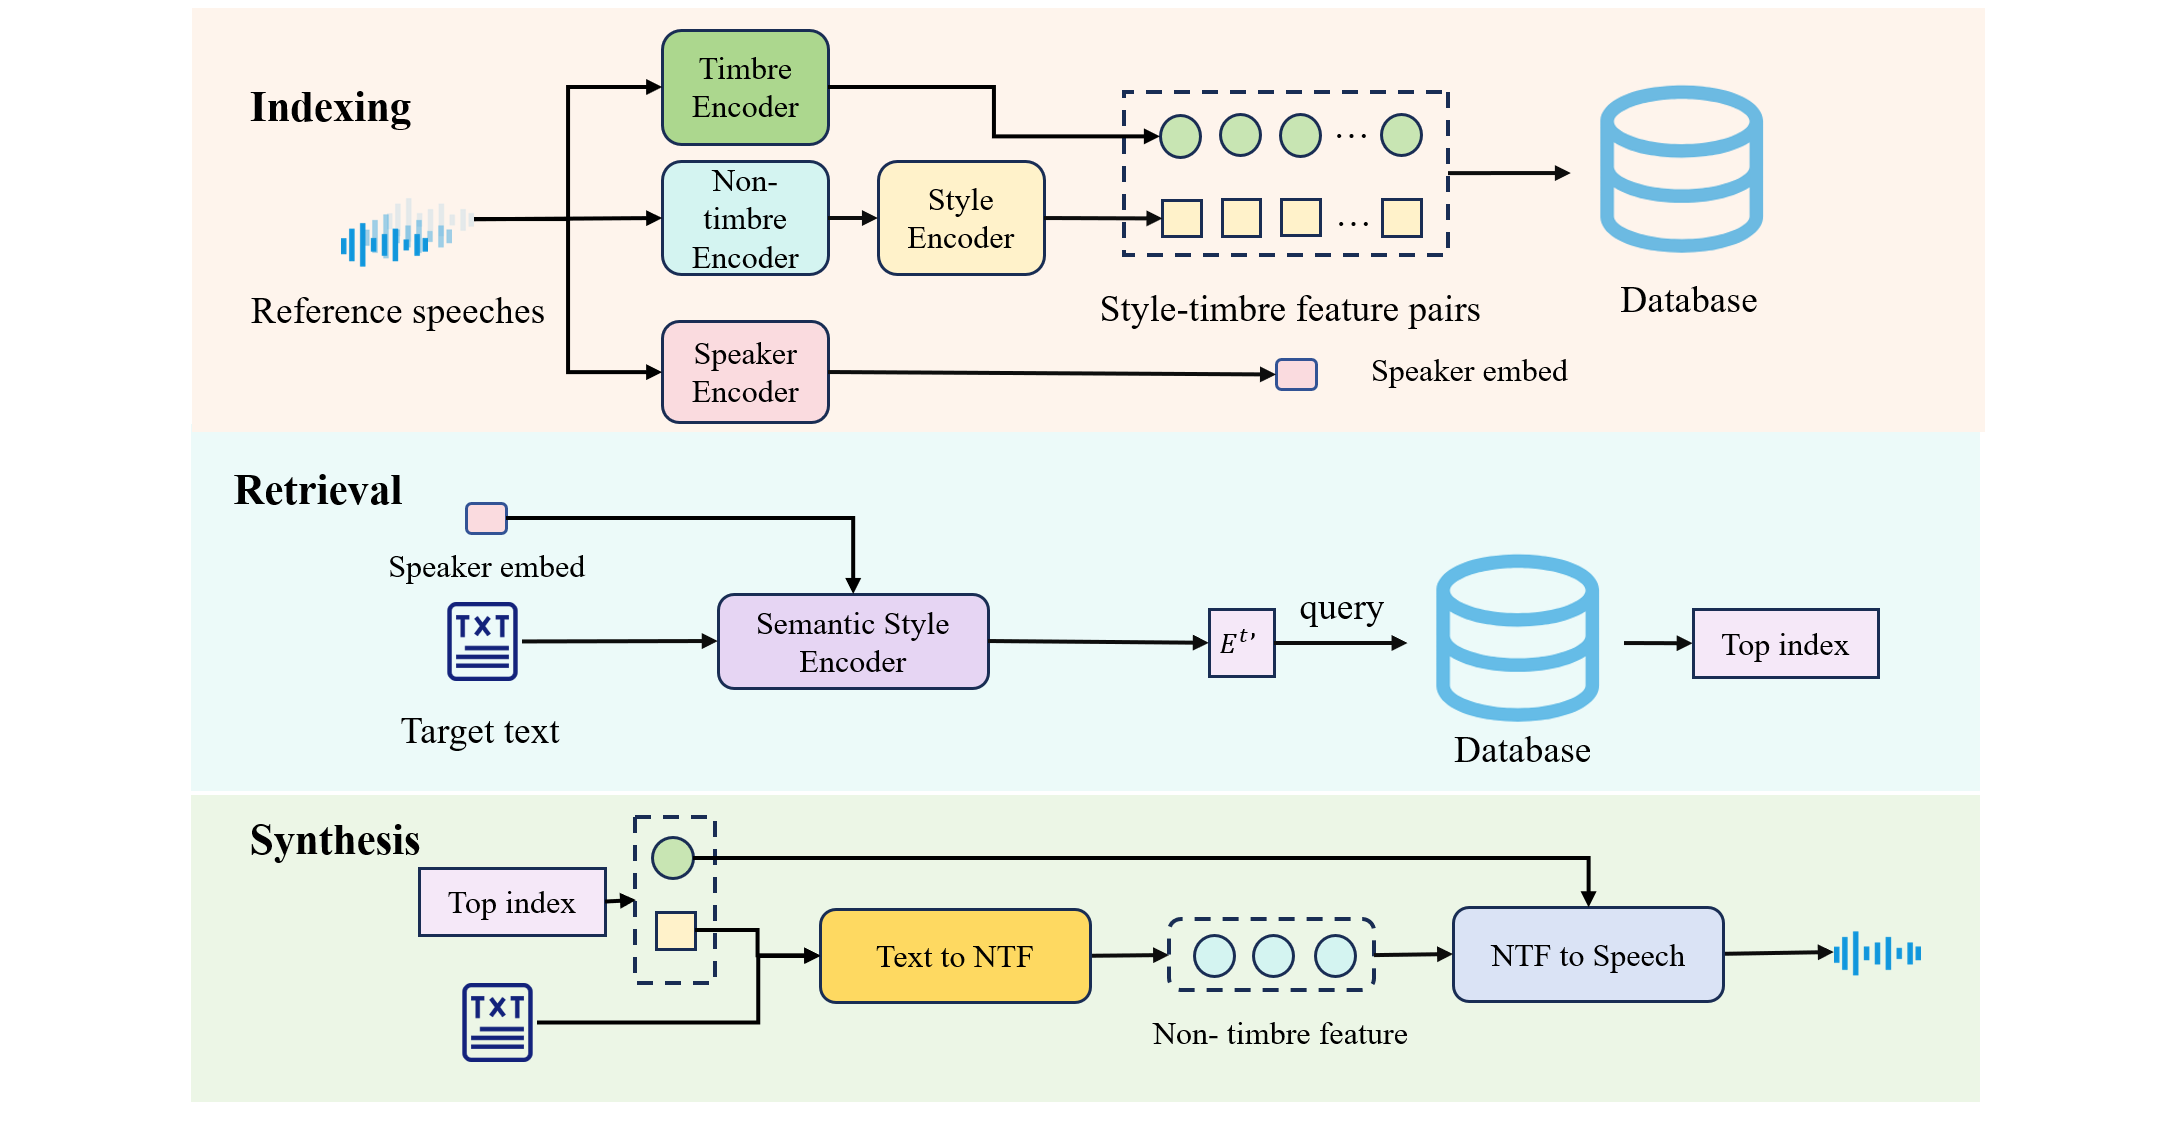 Indexing
Timbre
Encoder
Non-
timbre
Encoder
Style
Encoder
Speaker
Encoder
Reference speeches
...
...
Style-timbre feature pairs
Speaker embed
Database
Retrieval
Speaker embed
TXT
Target text
Semantic Style
Encoder
E^t'
query
Database
Top index
Synthesis
Top index
TXT
Text to NTF
Non- timbre feature
NTF to Speech